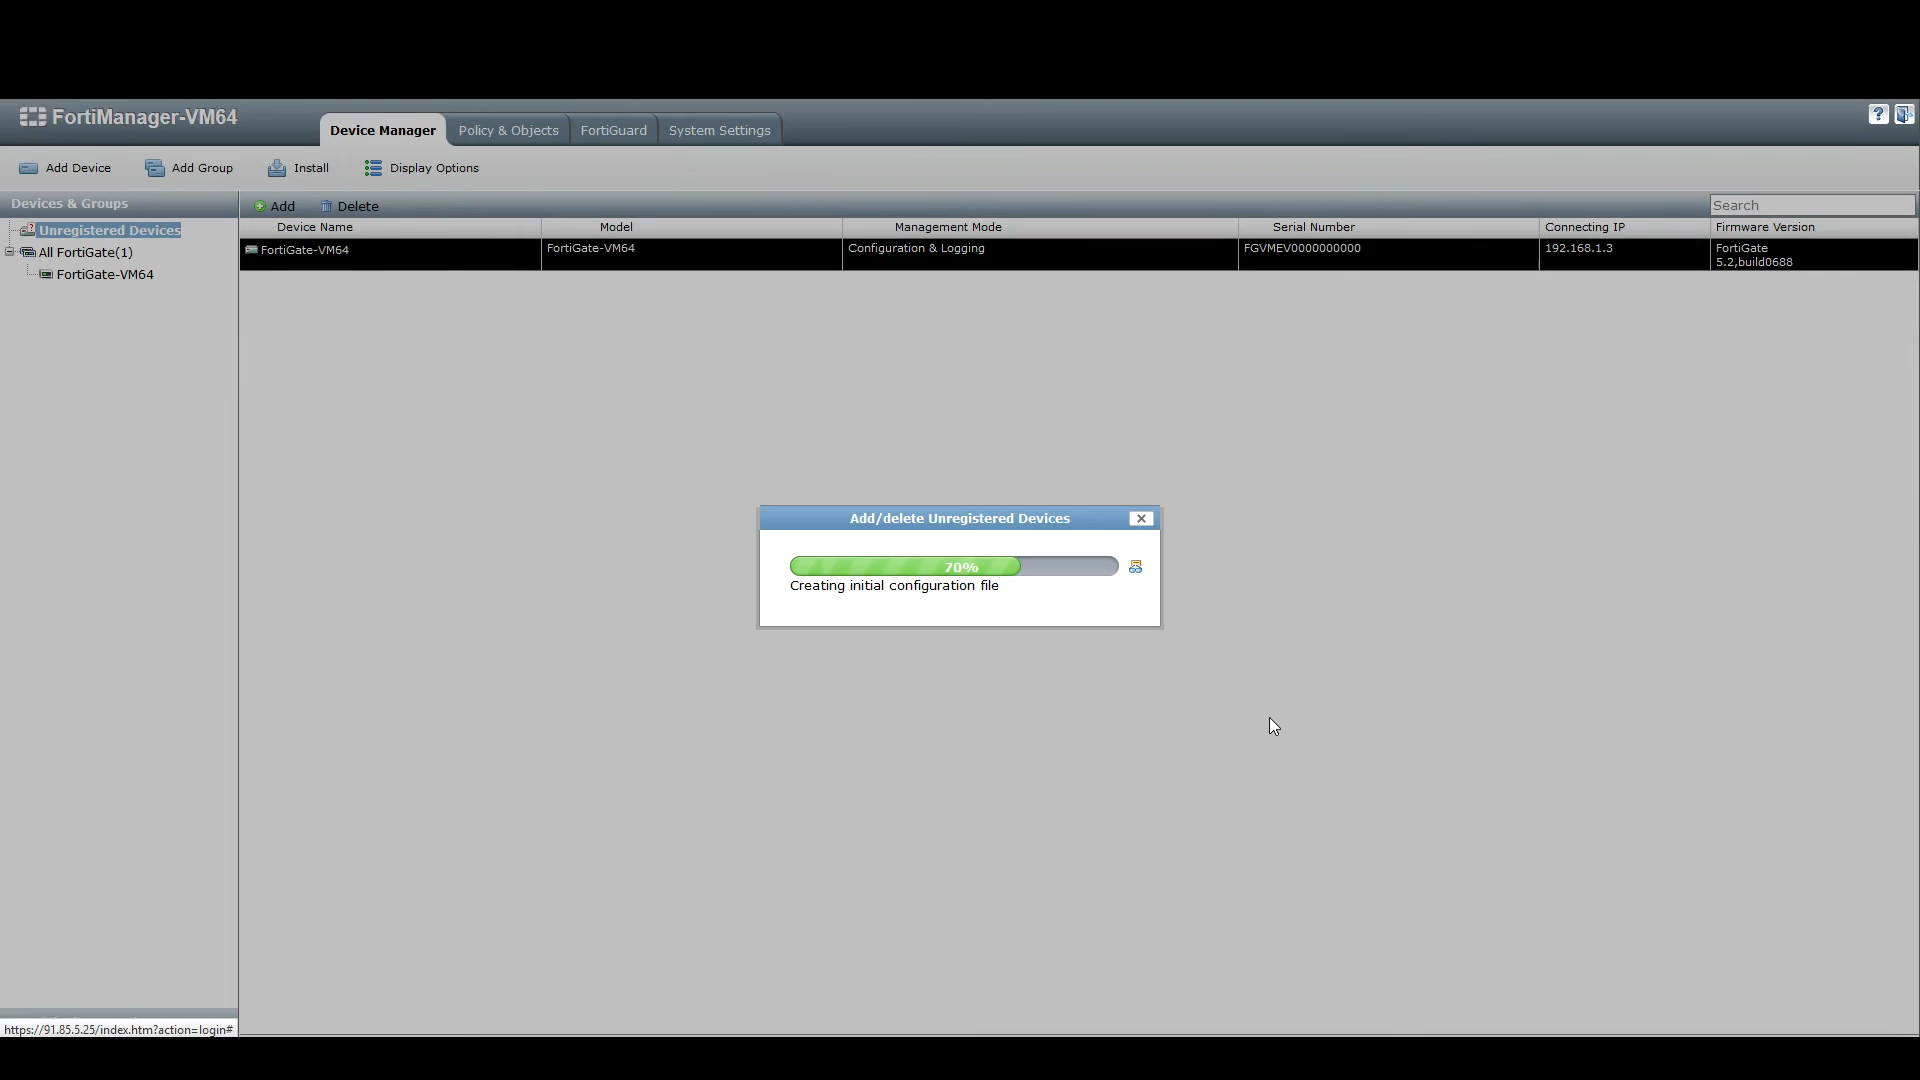 FortiManager-VM64
Device Manager
Policy & Objects
FortiGuard
System Settings
?
Add Device
Add Group
Install
Display Options
Devices & Groups
Add
Delete
Search
Unregistered Devices
All FortiGate(1)
FortiGate-VM64
Device Name
Model
Management Mode
Serial Number
Connecting IP
Firmware Version
FortiGate-VM64
FortiGate-VM64
Configuration & Logging
FGVMEV0000000000
192.168.1.3
FortiGate
5.2,build0688
Add/delete Unregistered Devices
70%
Creating initial configuration file
https://91.85.5.25/index.htm?action=login#